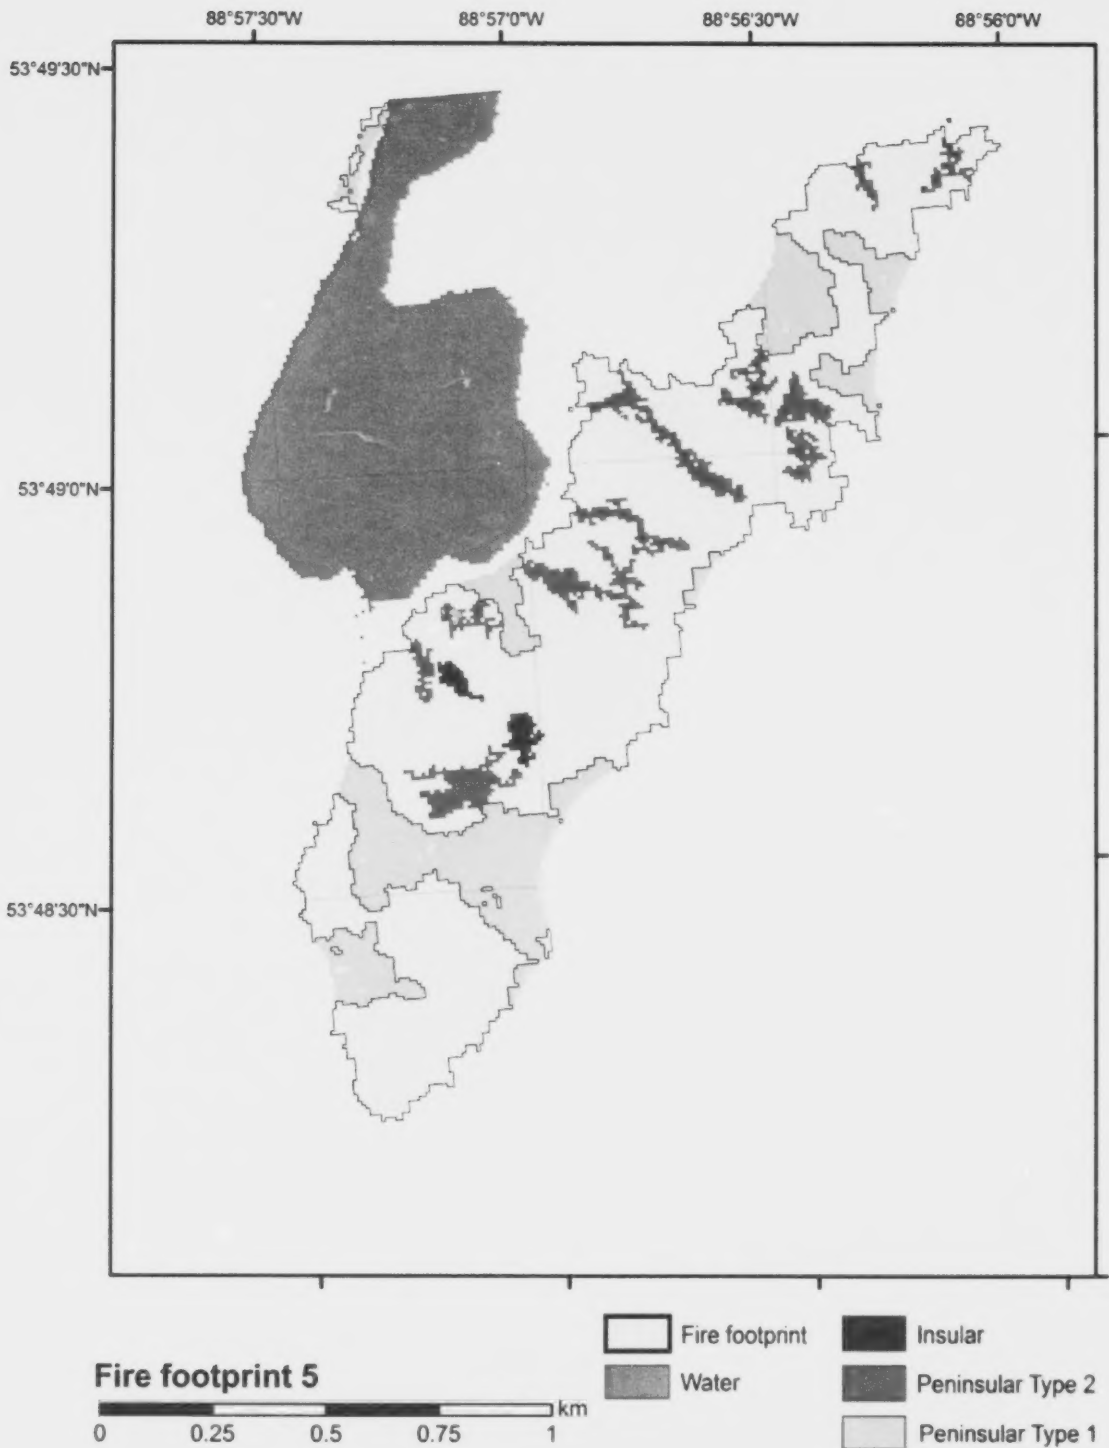 88°57'30"W 88°57'0"W 88°56'30"W 88°56'0"W
53°49'30"N
53°49'0"N
53°48'30"N
Fire footprint Insular
Fire footprint 5
Water Peninsular Type 2
km
0 0.25 0.5 0.75 1
Peninsular Type 1